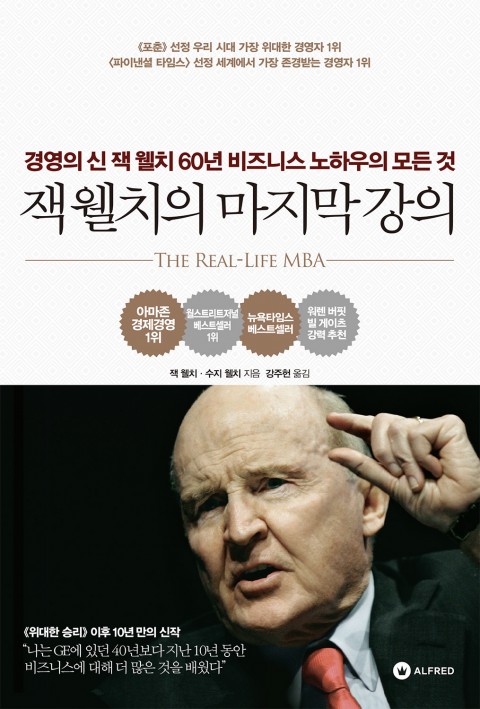 《포춘》 선정 우리 시대 가장 위대한 경영자 1위
〈파이낸셜 타임스〉 선정 세계에서 가장 존경받는 경영자 1위
경영의 신 잭 웰치 60년 비즈니스 노하우의 모든 것
잭 웰치의 마지막 강의
THE REAL-LIFE MBA
아마존
경제경영
1위
월스트리트저널
베스트셀러
1위
뉴욕타임스
베스트셀러
워렌 버핏
빌 게이츠
강력 추천
잭 웰치 · 수지 웰치 지음 강주헌 옮김
《위대한 승리》 이후 10년 만의 신작
“나는 GE에 있던 40년보다 지난 10년 동안
비즈니스에 대해 더 많은 것을 배웠다”
ALFRED